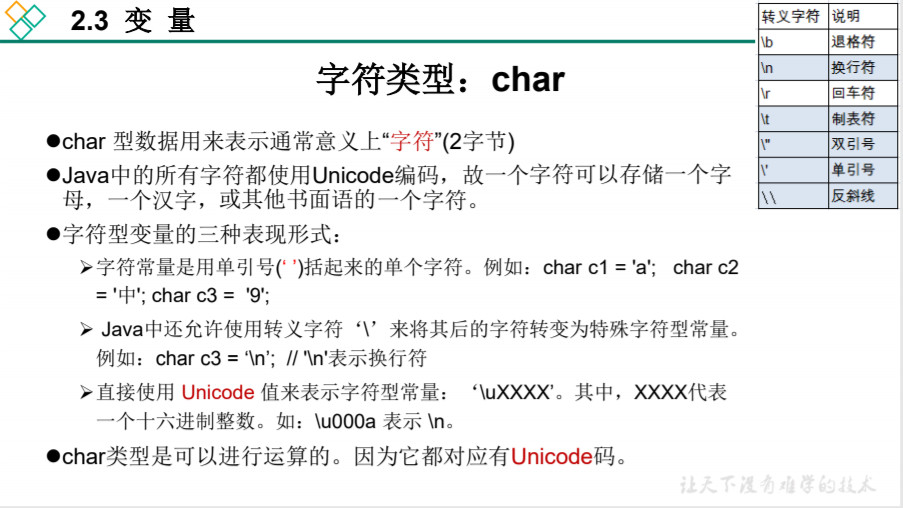 2.3 变 量
字符类型：char
●char 型数据用来表示通常意义上“字符”(2字节)
●Java中的所有字符都使用Unicode编码，故一个字符可以存储一个字
母，一个汉字，或其他书面语的一个字符。
●字符型变量的三种表现形式：
➢字符常量是用单引号(‘ ’)括起来的单个字符。例如：char c1 = 'a'; char c2
= '中'; char c3 = '9';
➢ Java中还允许使用转义字符‘\’来将其后的字符转变为特殊字符型常量。
例如：char c3 = ‘\n’; // '\n'表示换行符
➢直接使用 Unicode 值来表示字符型常量：‘\uXXXX’。其中，XXXX代表
一个十六进制整数。如：\u000a 表示 \n。
●char类型是可以进行运算的。因为它都对应有Unicode码。
转义字符 说明
\b 退格符
\n 换行符
\r 回车符
\t 制表符
\" 双引号
\' 单引号
\\ 反斜线
让天下没有难学的技术